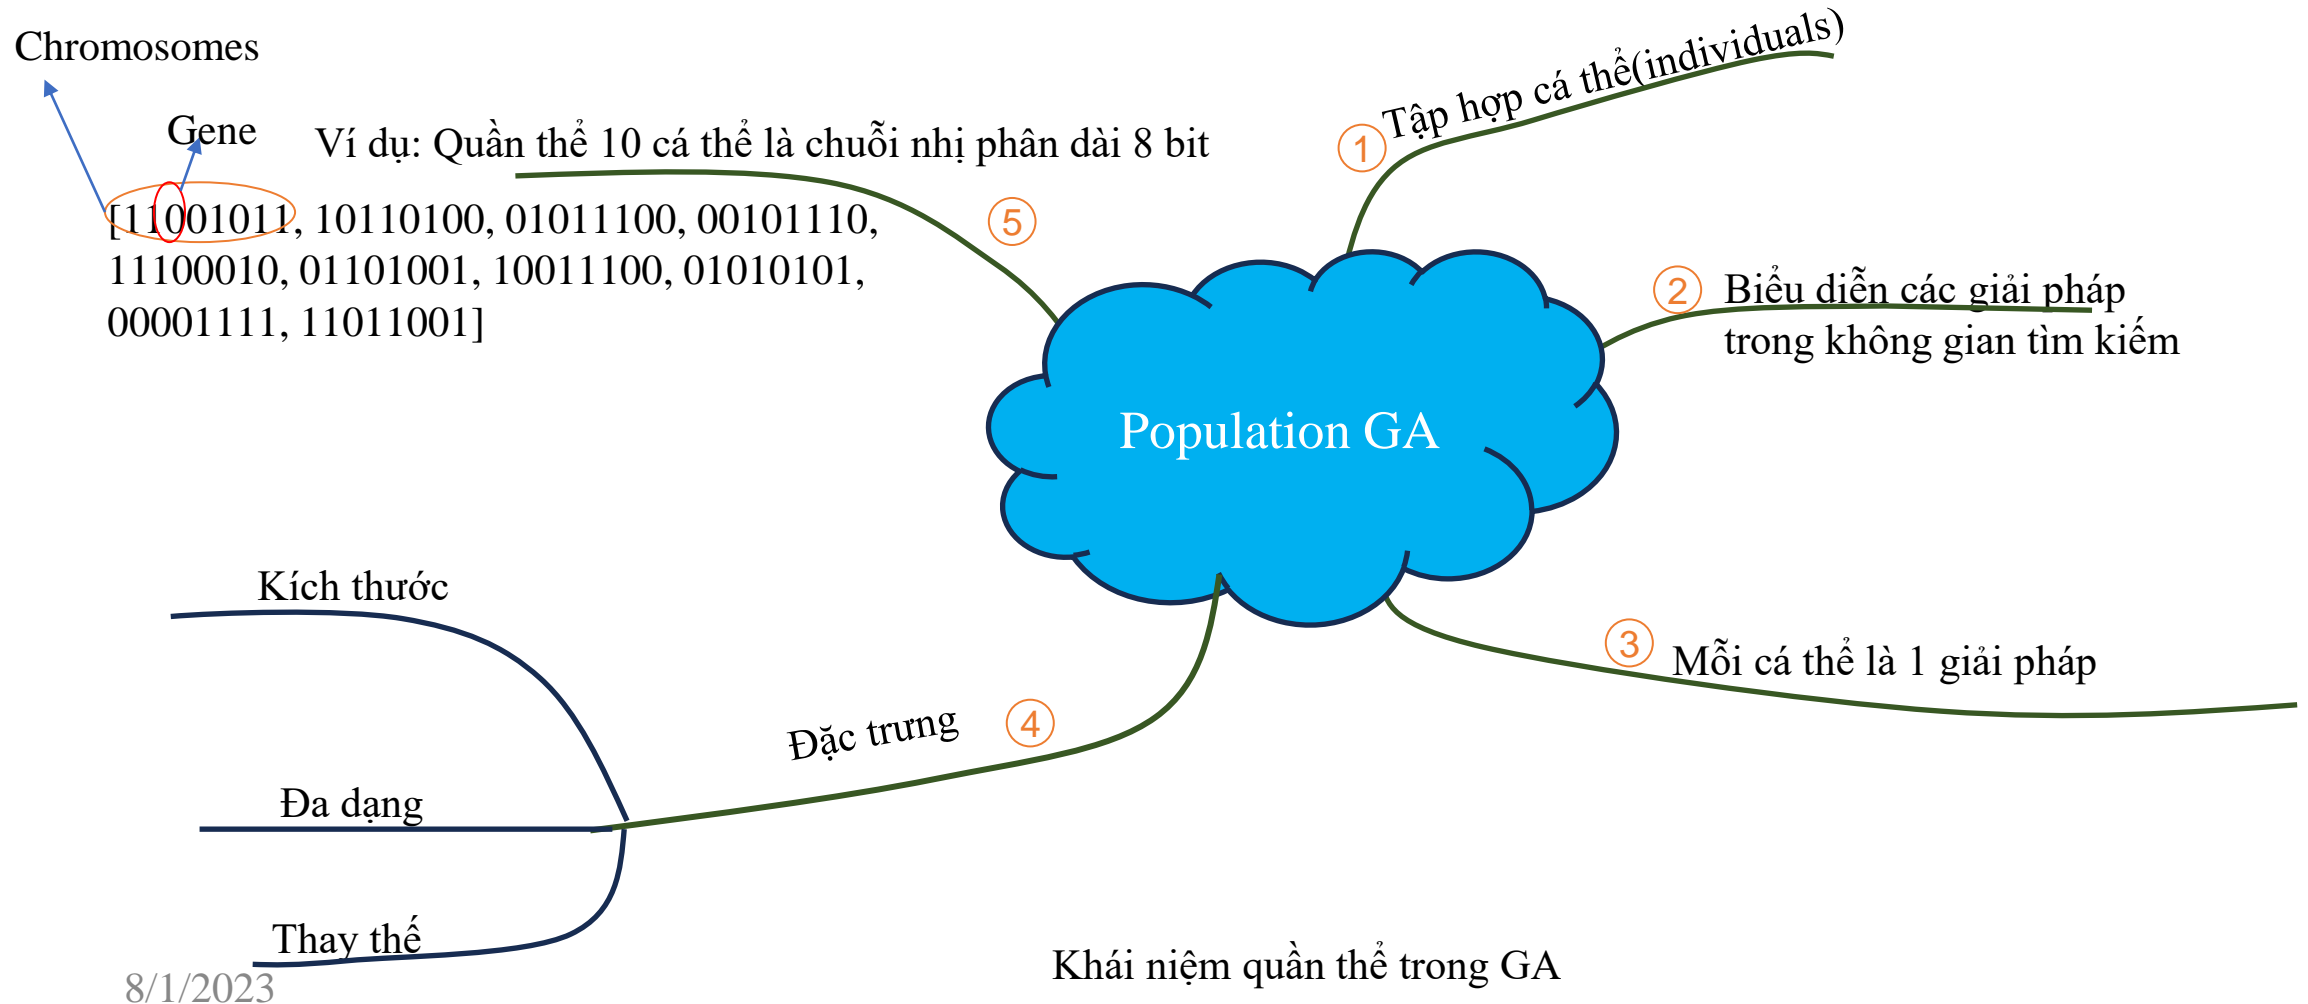 Chromosomes
Gene
Ví dụ: Quần thể 10 cá thể là chuỗi nhị phân dài 8 bit
[11001011, 10110100, 01011100, 00101110,
11100010, 01101001, 10011100, 01010101,
00001111, 11011001]
5
1
Tập hợp cá thể(individuals)
2
Biểu diễn các giải pháp
trong không gian tìm kiếm
Population GA
3
Mỗi cá thể là 1 giải pháp
4
Đặc trưng
Kích thước
Đa dạng
Thay thế
Khái niệm quần thể trong GA
8/1/2023